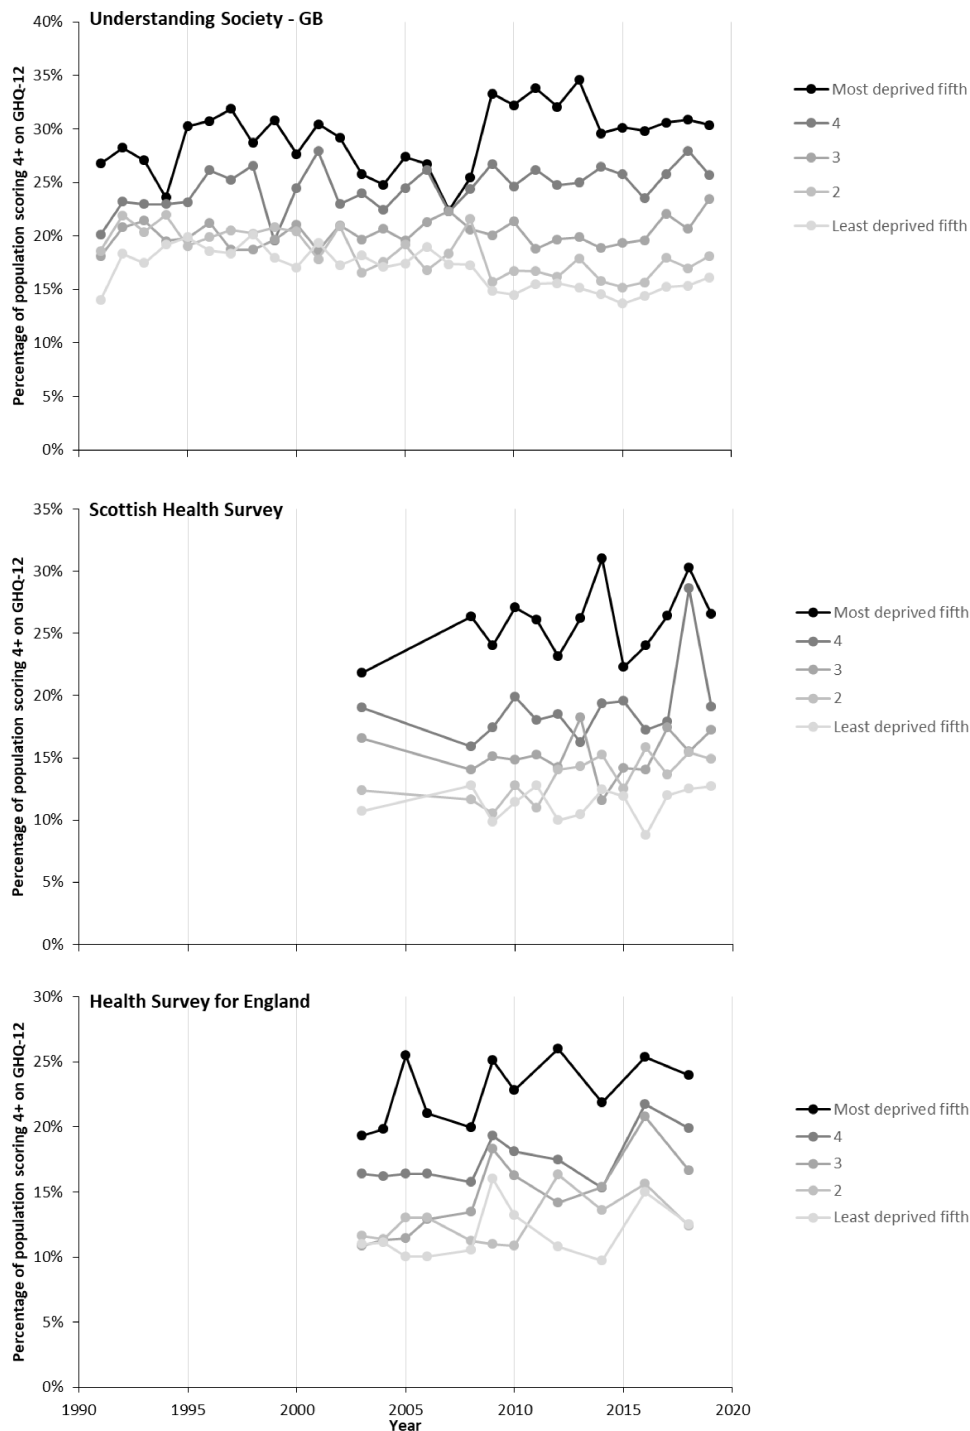 Understanding Society - GB
Percentage of population scoring 4+ on GHQ-12
40%
35%
30%
25%
20%
15%
10%
5%
0%
Most deprived fifth
4
3
2
Least deprived fifth
Scottish Health Survey
Percentage of population scoring 4+ on GHQ-12
35%
30%
25%
20%
15%
10%
5%
0%
Most deprived fifth
4
3
2
Least deprived fifth
Health Survey for England
Percentage of population scoring 4+ on GHQ-12
30%
25%
20%
15%
10%
5%
0%
Most deprived fifth
4
3
2
Least deprived fifth
1990 1995 2000 2005 2010 2015 2020
Year